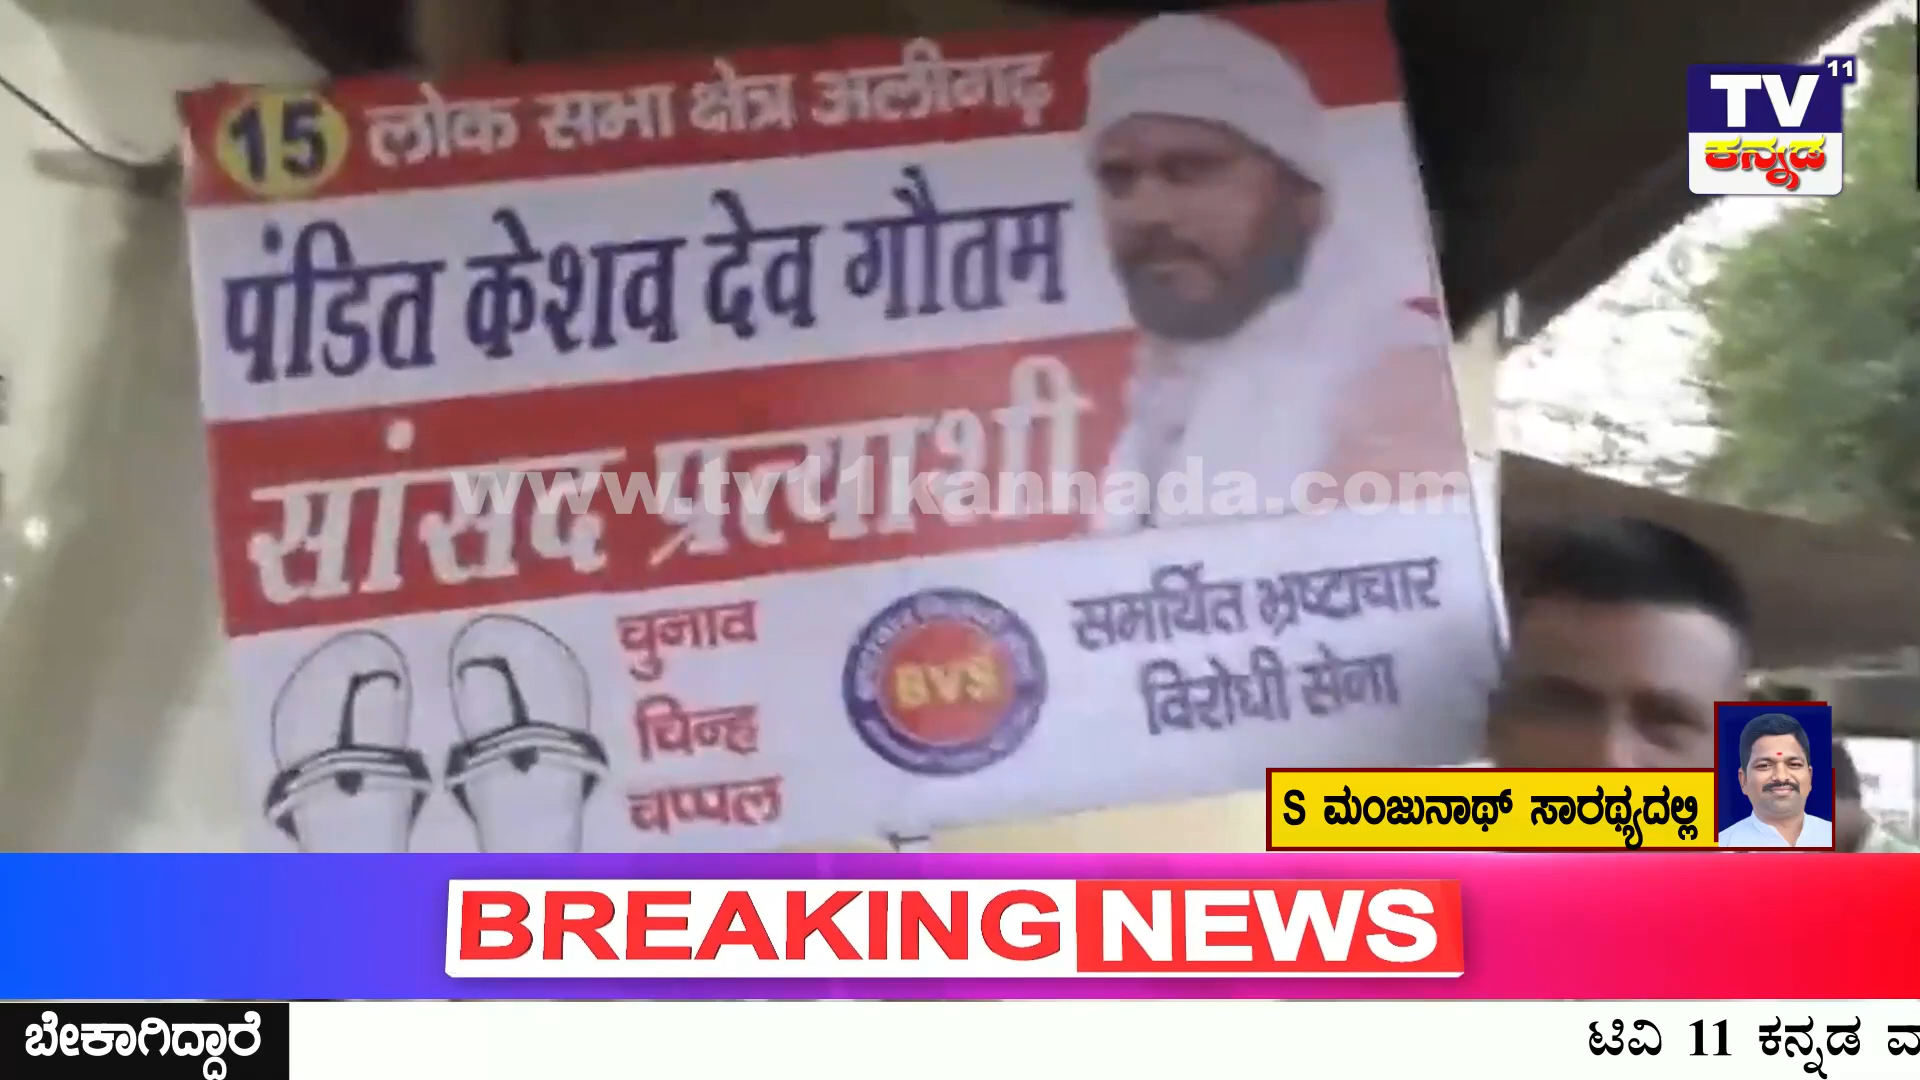 15 लोक सभा क्षेत्र अलीगढ़
TV 11
ಕನ್ನಡ
पंडित केशव देव गौतम
सांसद प्रत्याशी
www.tv11kannada.com
चुनाव
चिन्ह
चप्पल
BVS
समर्थित भ्रष्टाचार
विरोधी सेना
S ಮಂಜುನಾಥ್ ಸಾರಥ್ಯದಲ್ಲಿ
BREAKING NEWS
ಬೇಕಾಗಿದ್ದಾರೆ
ಟಿವಿ 11 ಕನ್ನಡ